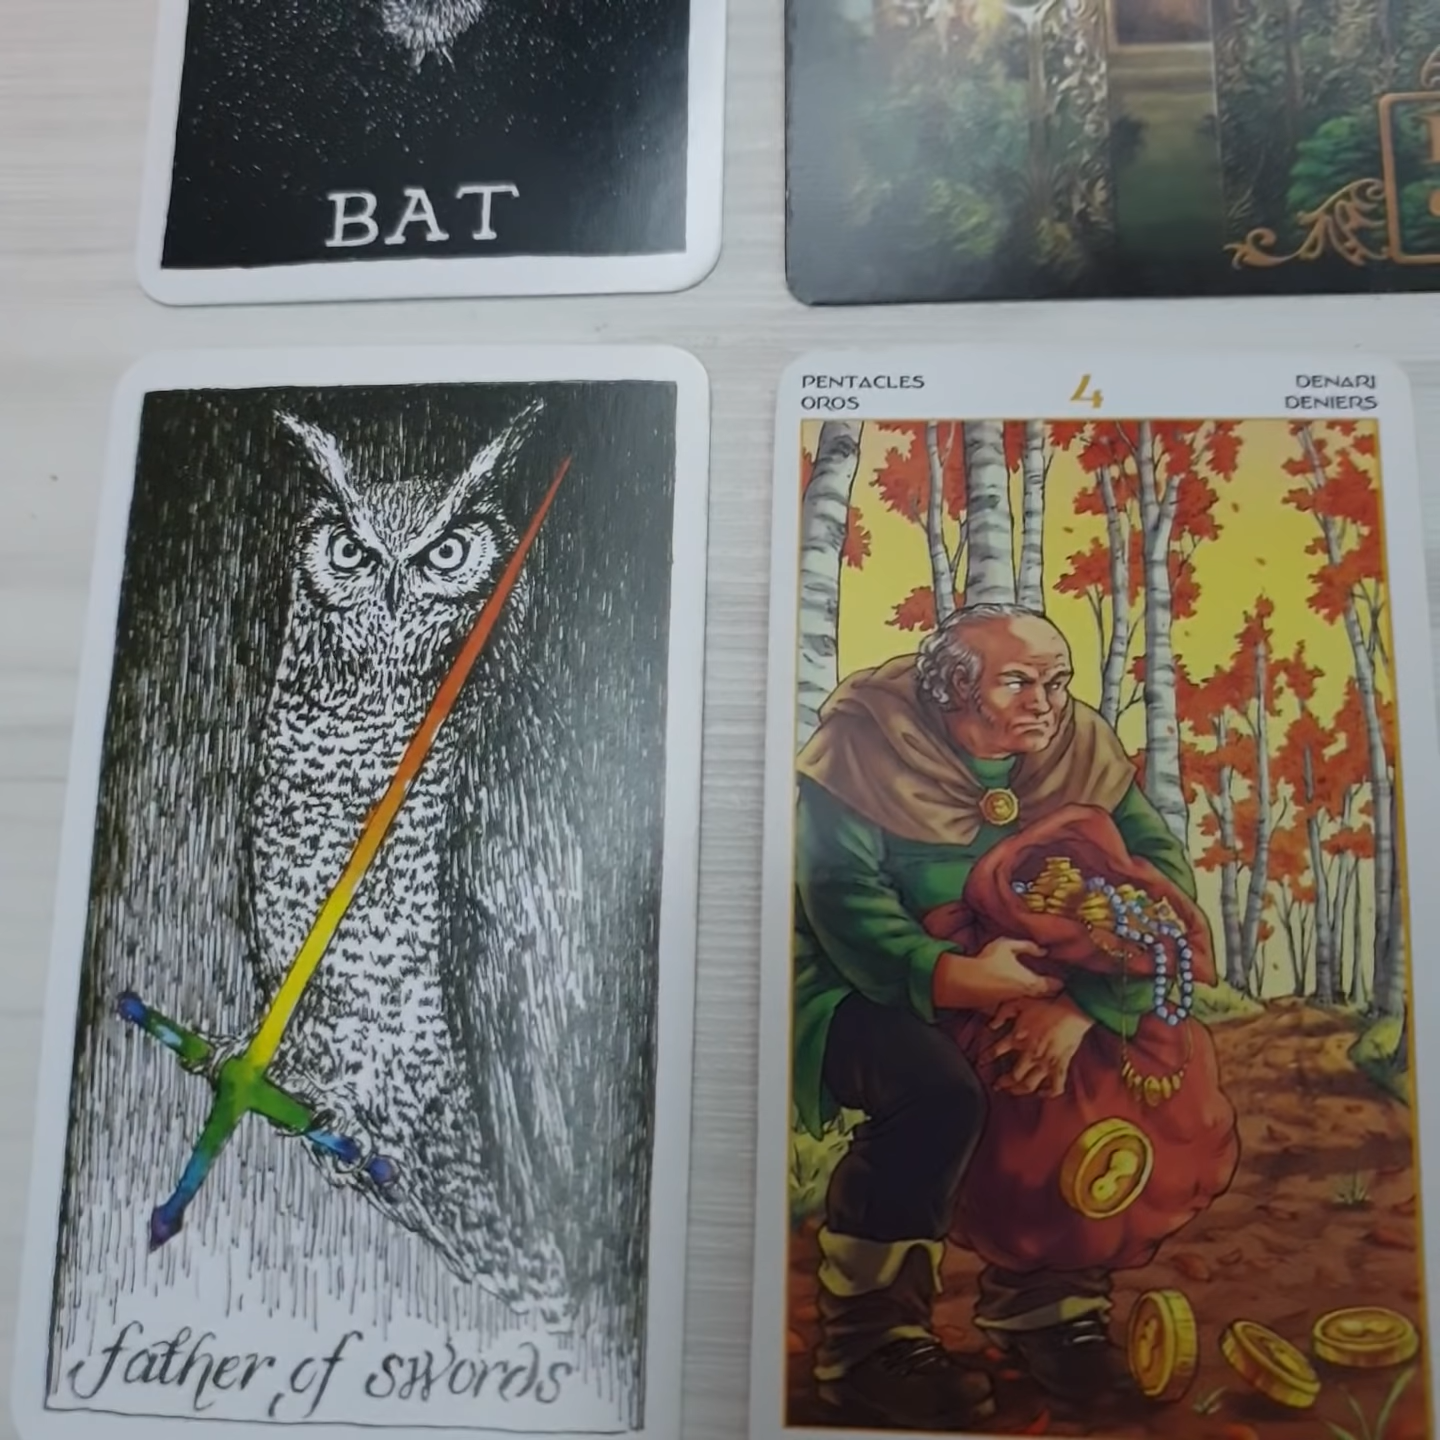 BAT
PENTACLES
OROS
4
DENARI
DENIERS
father of swords